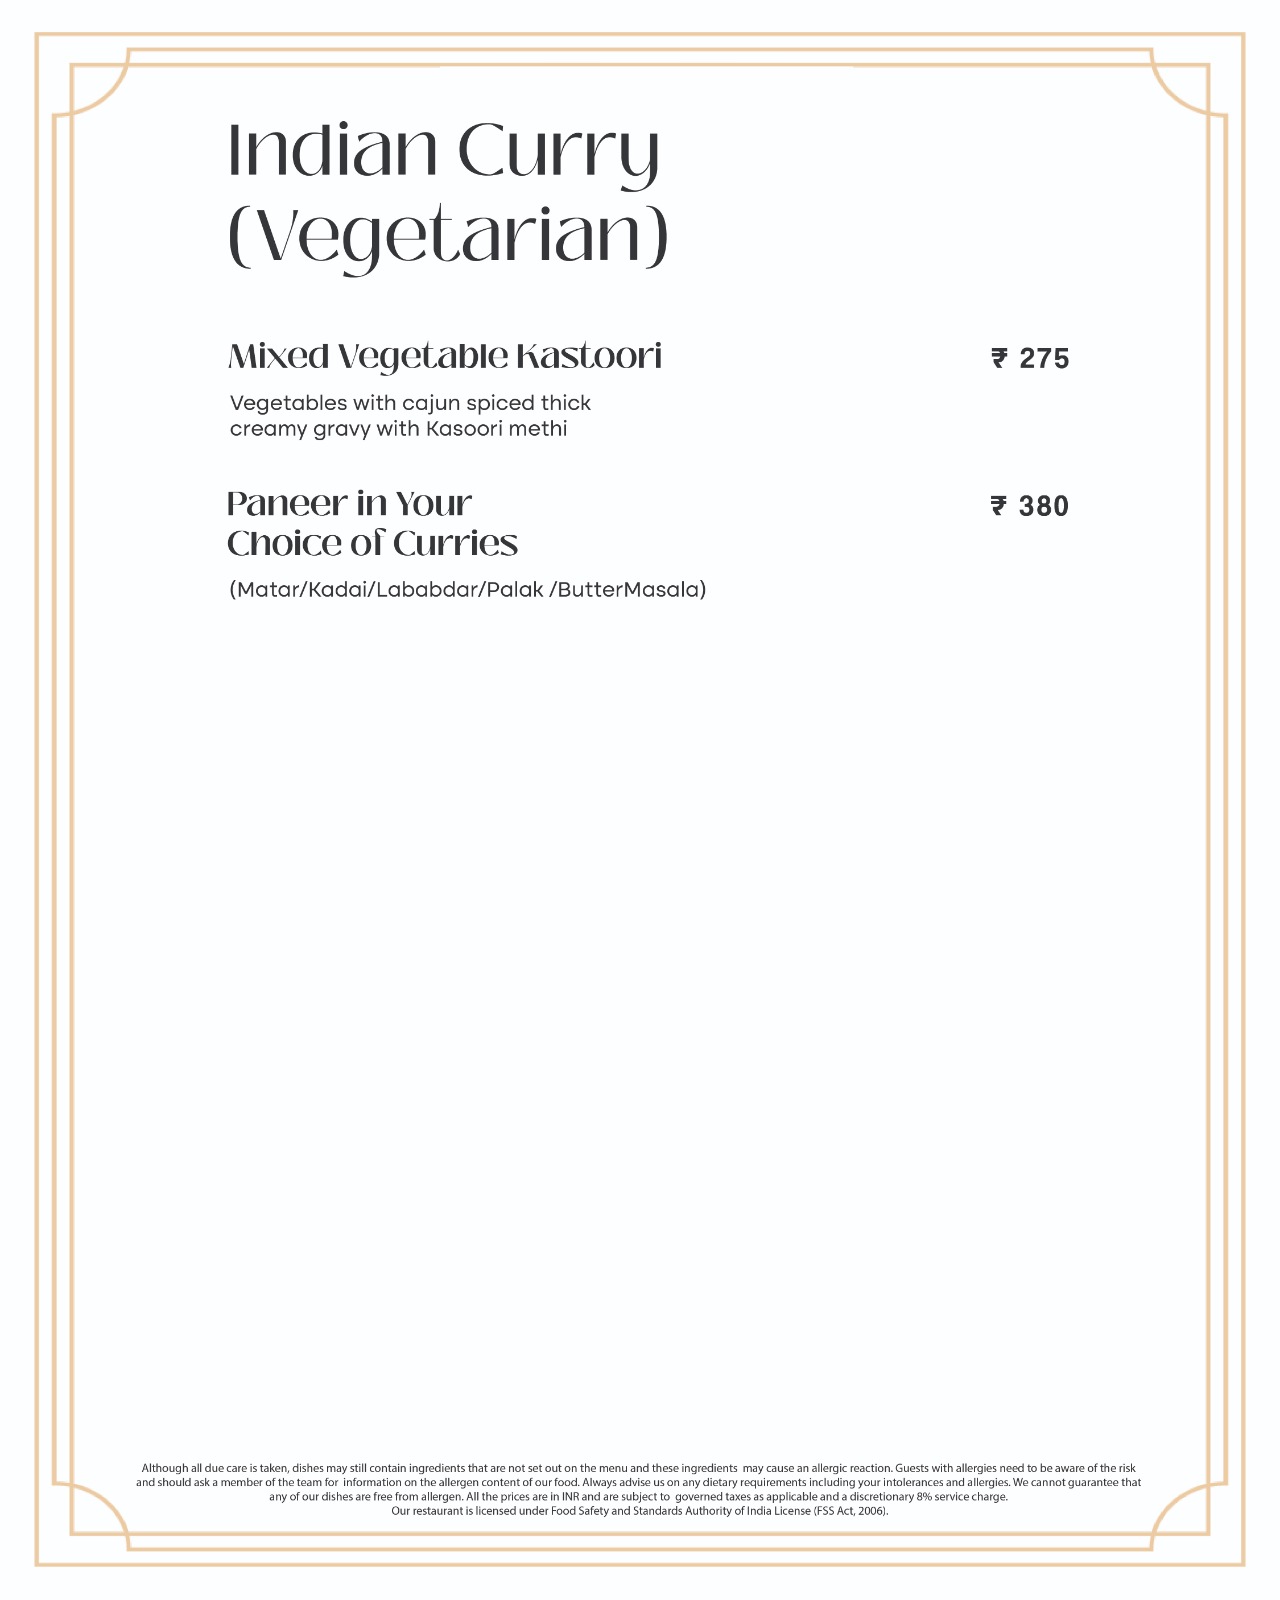 Indian Curry
(Vegetarian)
Mixed Vegetable Kastoori ₹ 275
Vegetables with cajun spiced thick
creamy gravy with Kasoori methi
Paneer in Your ₹ 380
Choice of Curries
(Matar/Kadai/Lababdar/Palak /ButterMasala)
Although all due care is taken, dishes may still contain ingredients that are not set out on the menu and these ingredients may cause an allergic reaction. Guests with allergies need to be aware of the risk
and should ask a member of the team for information on the allergen content of our food. Always advise us on any dietary requirements including your intolerances and allergies. We cannot guarantee that
any of our dishes are free from allergen. All the prices are in INR and are subject to governed taxes as applicable and a discretionary 8% service charge.
Our restaurant is licensed under Food Safety and Standards Authority of India License (FSS Act, 2006).